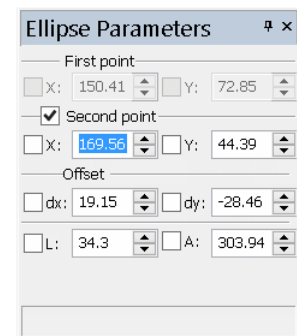 Ellipse Parameters
First point
X: 150.41 Y: 72.85
Second point
X: 169.56 Y: 44.39
Offset
dx: 19.15 dy: -28.46
L: 34.3 A: 303.94